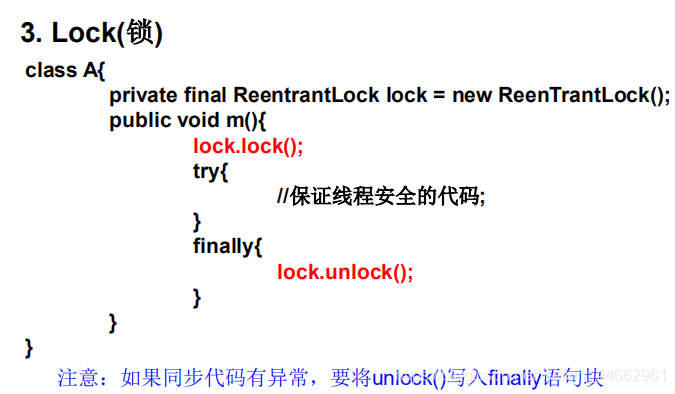 3. Lock(锁)
class A{
private final ReentrantLock lock = new ReenTrantLock();
public void m(){
lock.lock();
try{
//保证线程安全的代码;
}
finally{
lock.unlock();
}
}
}
注意：如果同步代码有异常，要将unlock()写入finally语句块